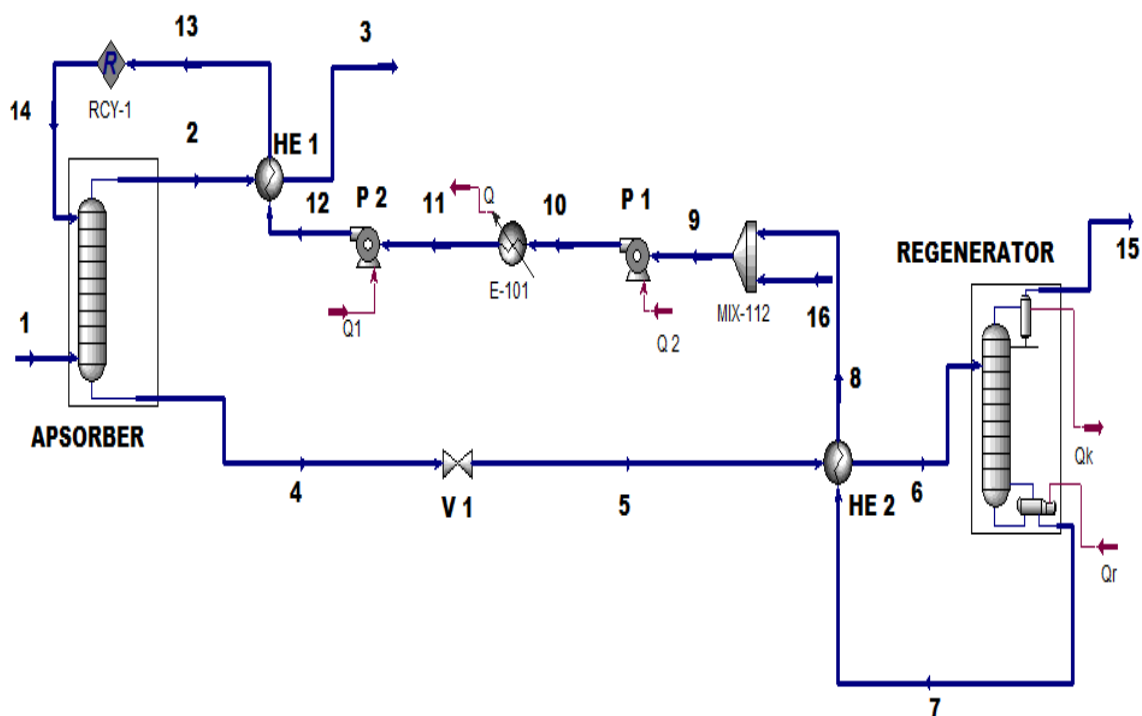 13
3
R
RCY-1
14
2
HE 1
P 2
12
11
Q
10
P 1
9
REGENERATOR
15
E-101
MIX-112
16
Q1
Q 2
1
8
APSORBER
Qk
4
V 1
5
HE 2
6
Qr
7